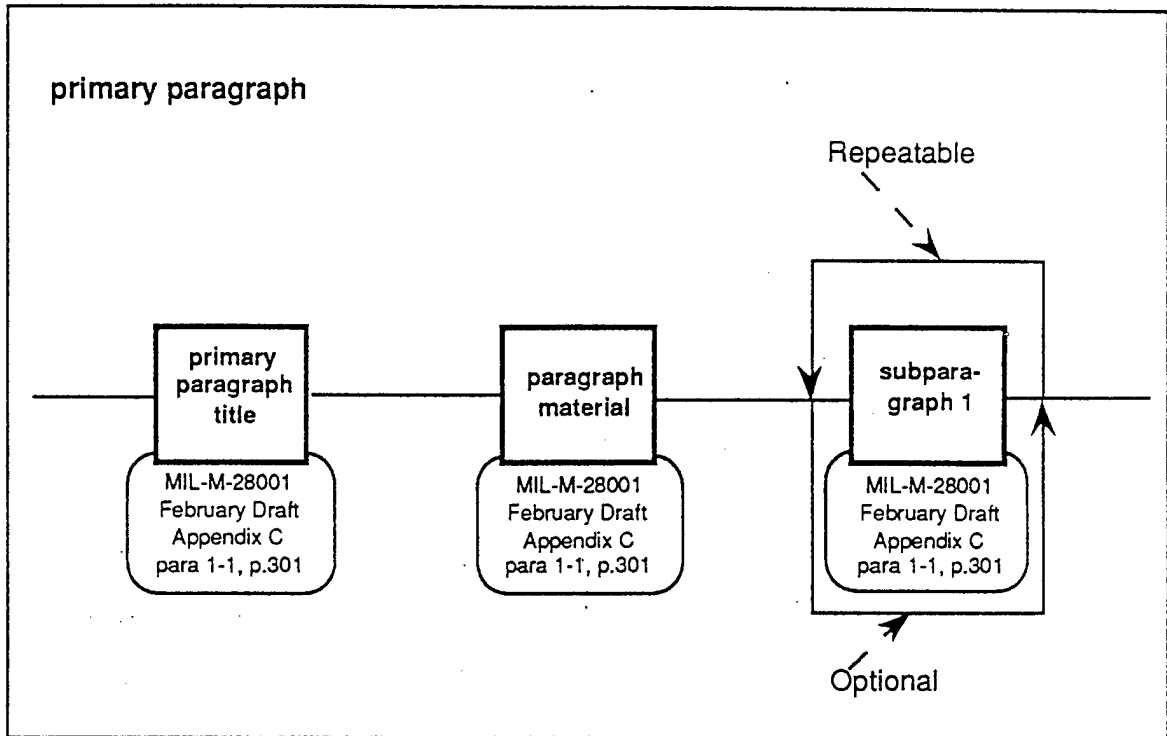 primary paragraph
Repeatable
primary
paragraph
title
MIL-M-28001
February Draft
Appendix C
para 1-1, p.301
paragraph
material
MIL-M-28001
February Draft
Appendix C
para 1-1, p.301
subpara-
graph 1
MIL-M-28001
February Draft
Appendix C
para 1-1, p.301
Optional